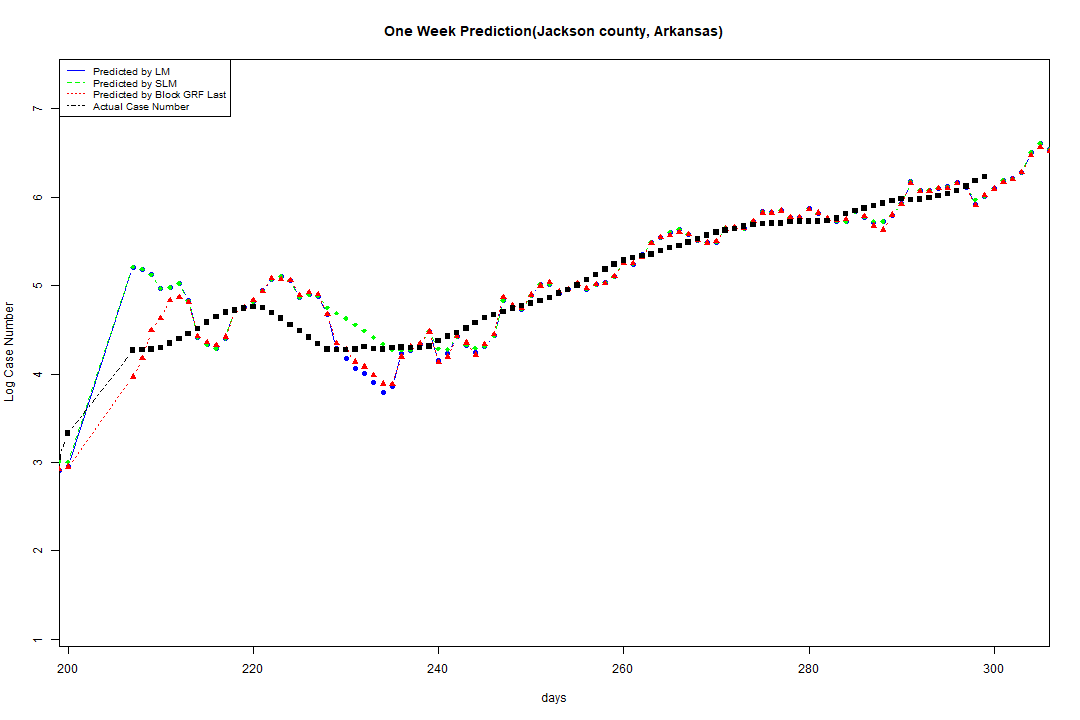 One Week Prediction(Jackson county, Arkansas)
Predicted by LM
Predicted by SLM
Predicted by Block GRF Last
Actual Case Number
Log Case Number
7
6
5
4
3
2
1
200 220 240 260 280 300
days